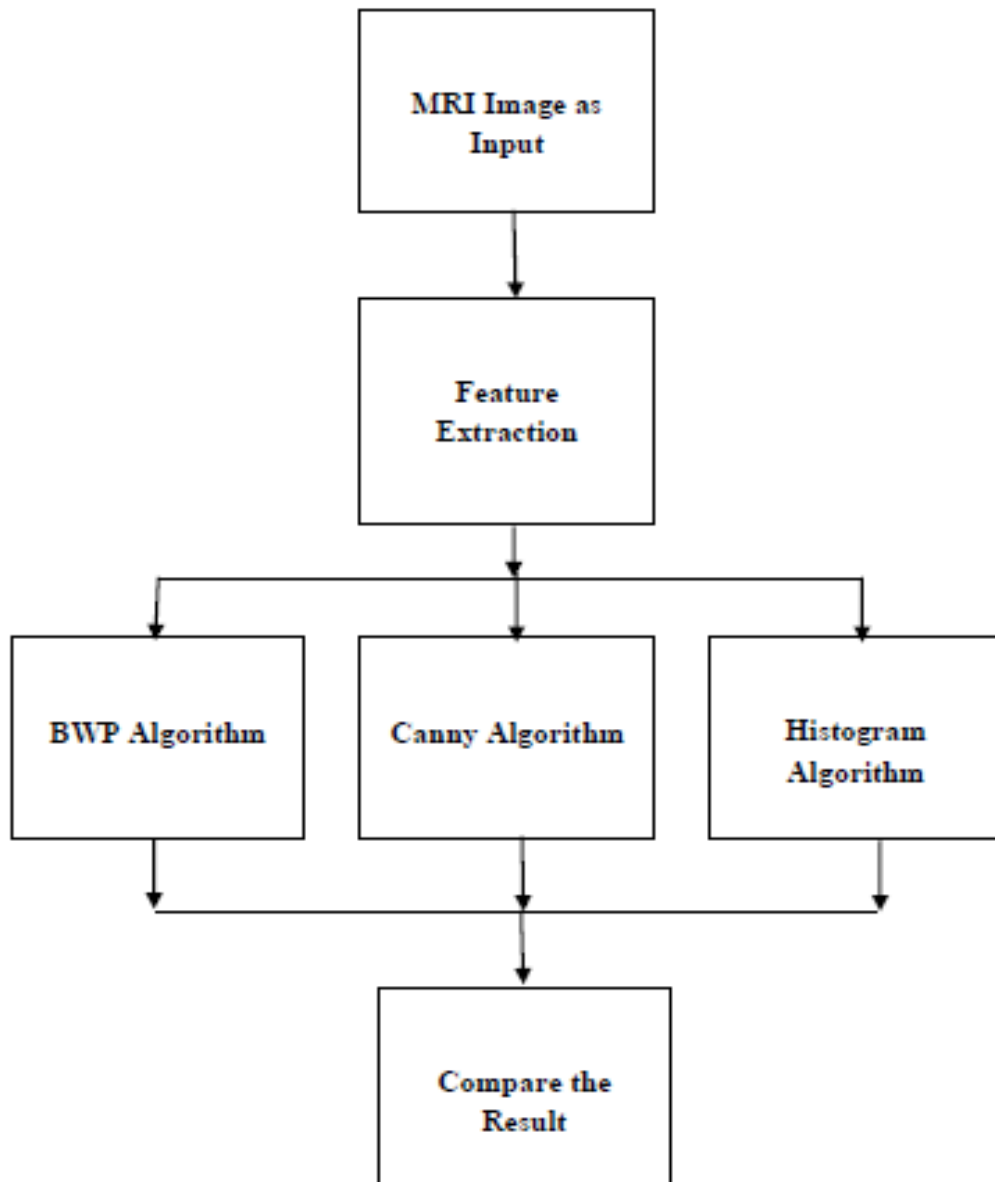 MRI Image as
Input
Feature
Extraction
BWP Algorithm
Canny Algorithm
Histogram
Algorithm
Compare the
Result